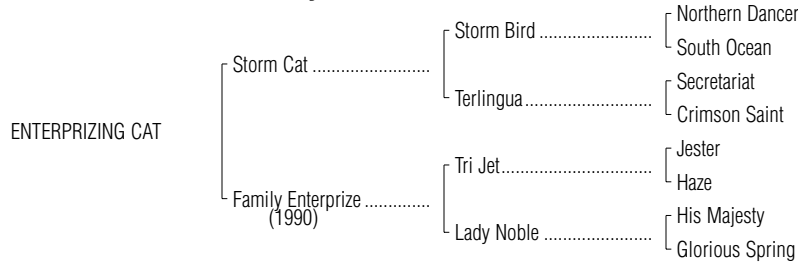 Northern Dancer
Storm Bird ........................
South Ocean
Storm Cat .........................
Secretariat
Terlingua...........................
Crimson Saint
ENTERPRIZING CAT
Jester
Tri Jet................................
Haze
Family Enterprize ..............
(1990)
His Majesty
Lady Noble .......................
Glorious Spring